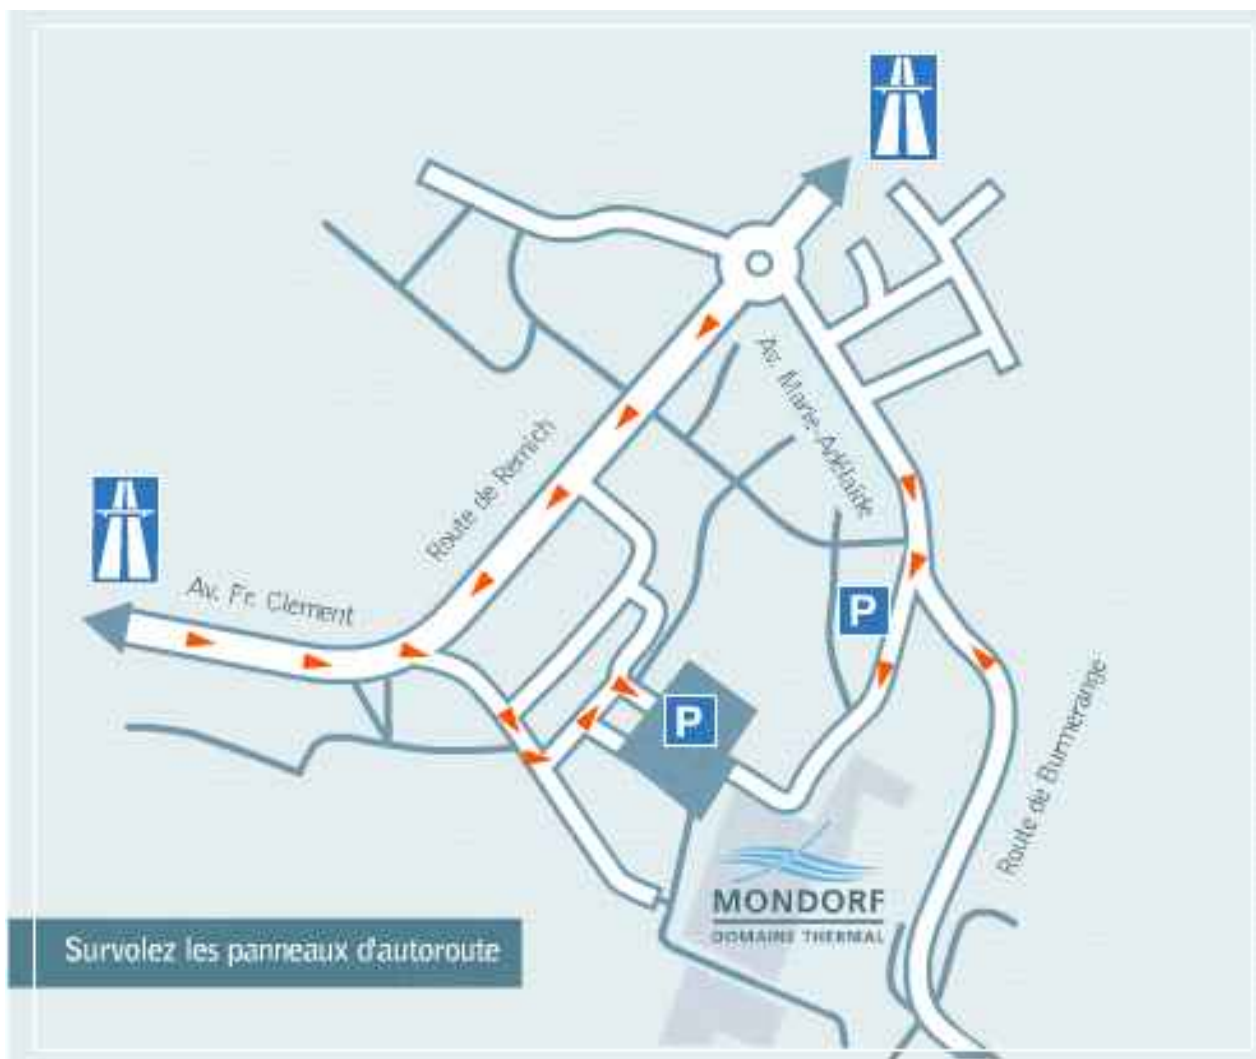 Av. Marie-Adélaïde
Route de Remich
Av. Fr. Clement
P
P
Route de Burmerange
MONDORF
DOMAINE THERMAL
Survolez les panneaux d'autoroute